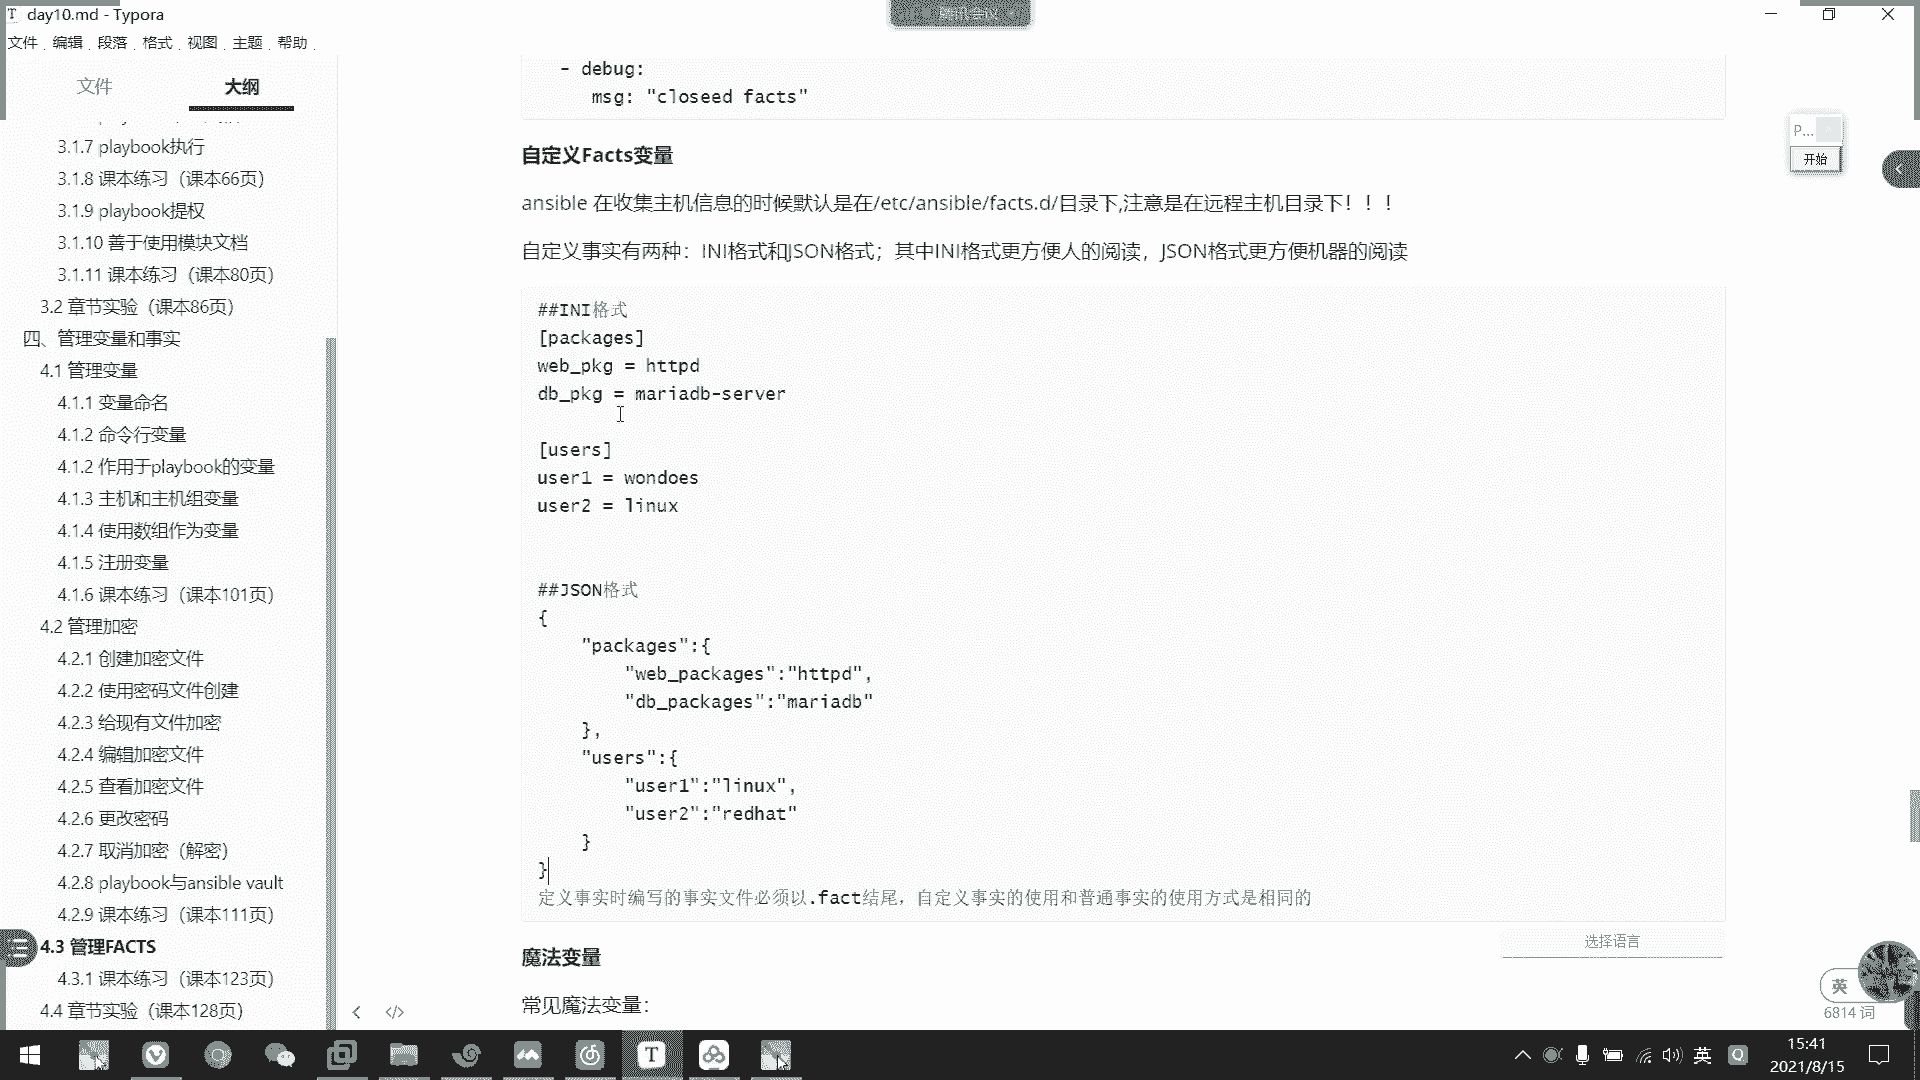 day10.md - Typora
腾讯会议
文件 编辑 段落 格式 视图 主题 帮助
文件 大纲
3.1.7 playbook执行
3.1.8 课本练习（课本66页）
3.1.9 playbook提权
3.1.10 善于使用模块文档
3.1.11 课本练习（课本80页）
3.2 章节实验（课本86页）
四、管理变量和事实
4.1 管理变量
4.1.1 变量命名
4.1.2 命令行变量
4.1.2 作用于playbook的变量
4.1.3 主机和主机组变量
4.1.4 使用数组作为变量
4.1.5 注册变量
4.1.6 课本练习（课本101页）
4.2 管理加密
4.2.1 创建加密文件
4.2.2 使用密码文件创建
4.2.3 给现有文件加密
4.2.4 编辑加密文件
4.2.5 查看加密文件
4.2.6 更改密码
4.2.7 取消加密（解密）
4.2.8 playbook与ansible vault
4.2.9 课本练习（课本111页）
4.3 管理FACTS
4.3.1 课本练习（课本123页）
4.4 章节实验（课本128页）
- debug:
msg: "closeed facts"
自定义Facts变量
ansible 在收集主机信息的时候默认是在/etc/ansible/facts.d/目录下,注意是在远程主机目录下！！！
自定义事实有两种：INI格式和JSON格式；其中INI格式更方便人的阅读，JSON格式更方便机器的阅读
##INI格式
[packages]
web_pkg = httpd
db_pkg = mariadb-server
[users]
user1 = wondoes
user2 = linux
##JSON格式
{
"packages":{
"web_packages":"httpd",
"db_packages":"mariadb"
},
"users":{
"user1":"linux",
"user2":"redhat"
}
}
定义事实时编写的事实文件必须以.fact结尾，自定义事实的使用和普通事实的使用方式是相同的
选择语言
魔法变量
常见魔法变量：
P...
开始
英
6814 词
英
15:41
2021/8/15